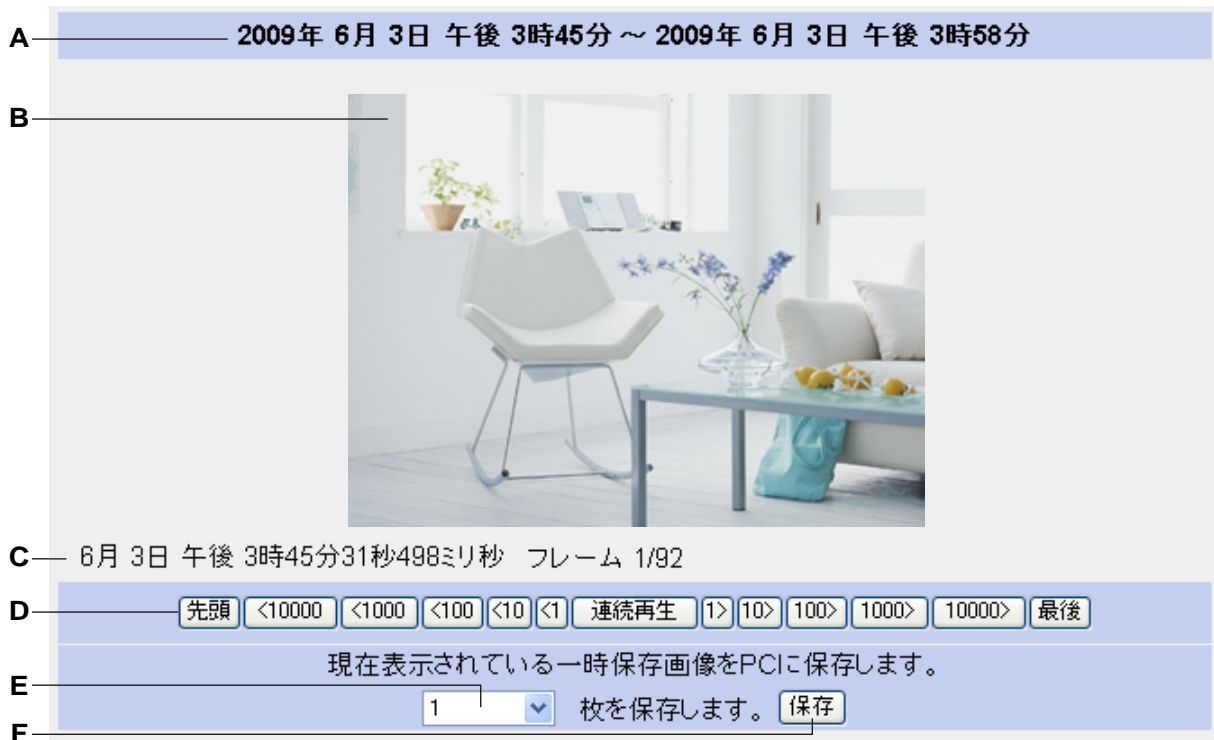 A 2009年 6月 3日 午後 3時45分 ～ 2009年 6月 3日 午後 3時58分
B
C 6月 3日 午後 3時45分31秒498ミリ秒 フレーム 1/92
D 先頭 <10000 <1000 <100 <10 <1 連続再生 1> 10> 100> 1000> 10000> 最後
現在表示されている一時保存画像をPCに保存します。
E 1 枚を保存します。 保存
F